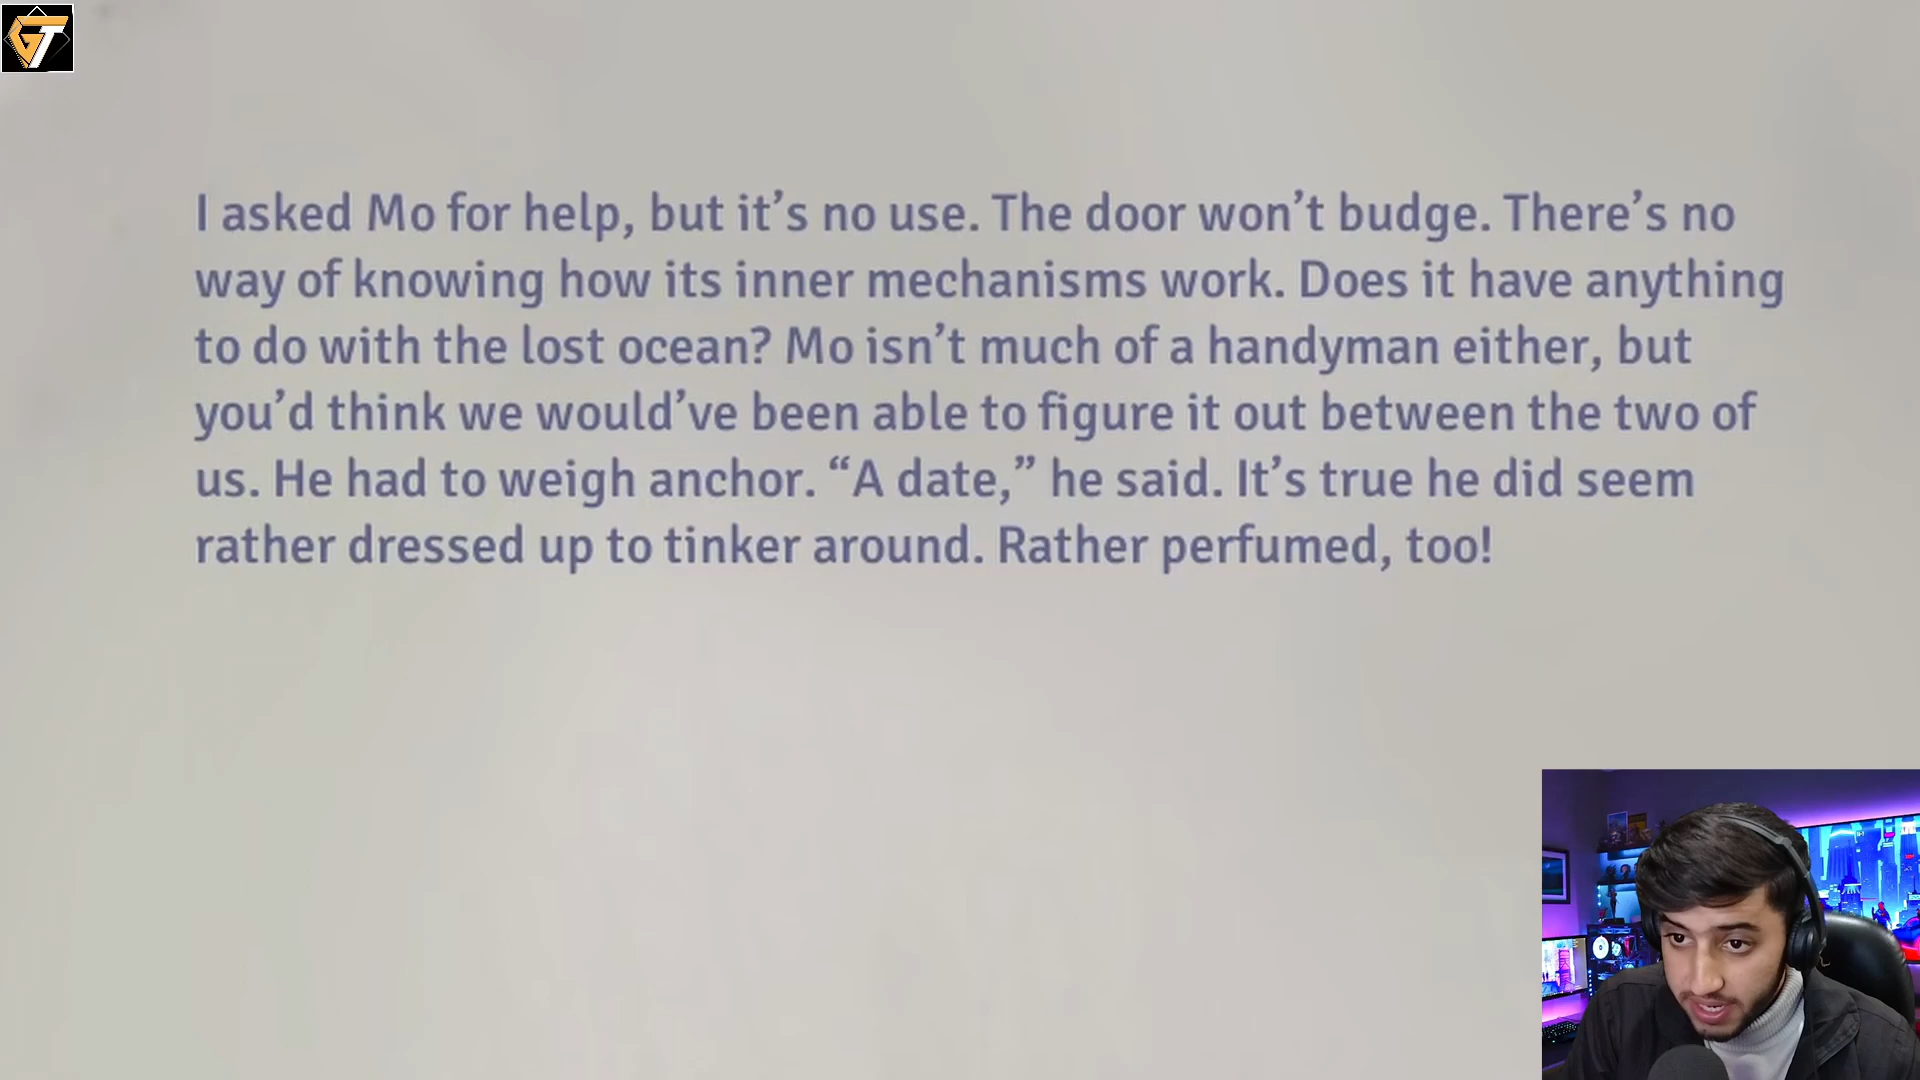 GT
I asked Mo for help, but it’s no use. The door won’t budge. There’s no
way of knowing how its inner mechanisms work. Does it have anything
to do with the lost ocean? Mo isn’t much of a handyman either, but
you’d think we would’ve been able to figure it out between the two of
us. He had to weigh anchor. “A date,” he said. It’s true he did seem
rather dressed up to tinker around. Rather perfumed, too!